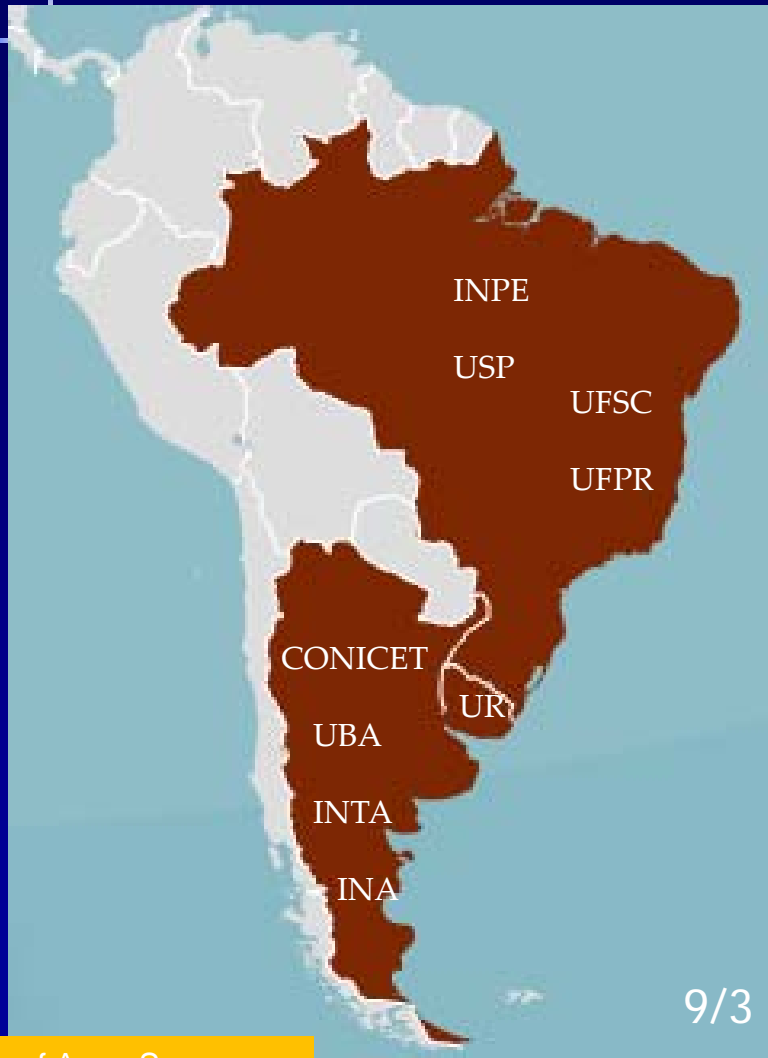 INPE
USP
UFSC
UFPR
CONICET
UR
UBA
INTA
INA
9/3